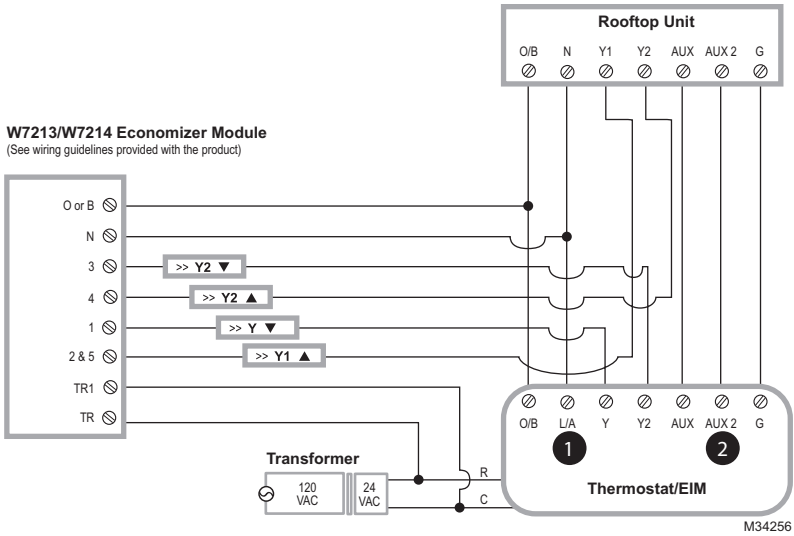 Rooftop Unit
O/B N Y1 Y2 AUX AUX 2 G
W7213/W7214 Economizer Module
(See wiring guidelines provided with the product)
O or B
N
3 >> Y2 ▼
4 >> Y2 ▲
1 >> Y ▼
2 & 5 >> Y1 ▲
TR1
TR
O/B L/A Y Y2 AUX AUX 2 G
1 2
Transformer
120 VAC
24 VAC
R
C
Thermostat/EIM
M34256